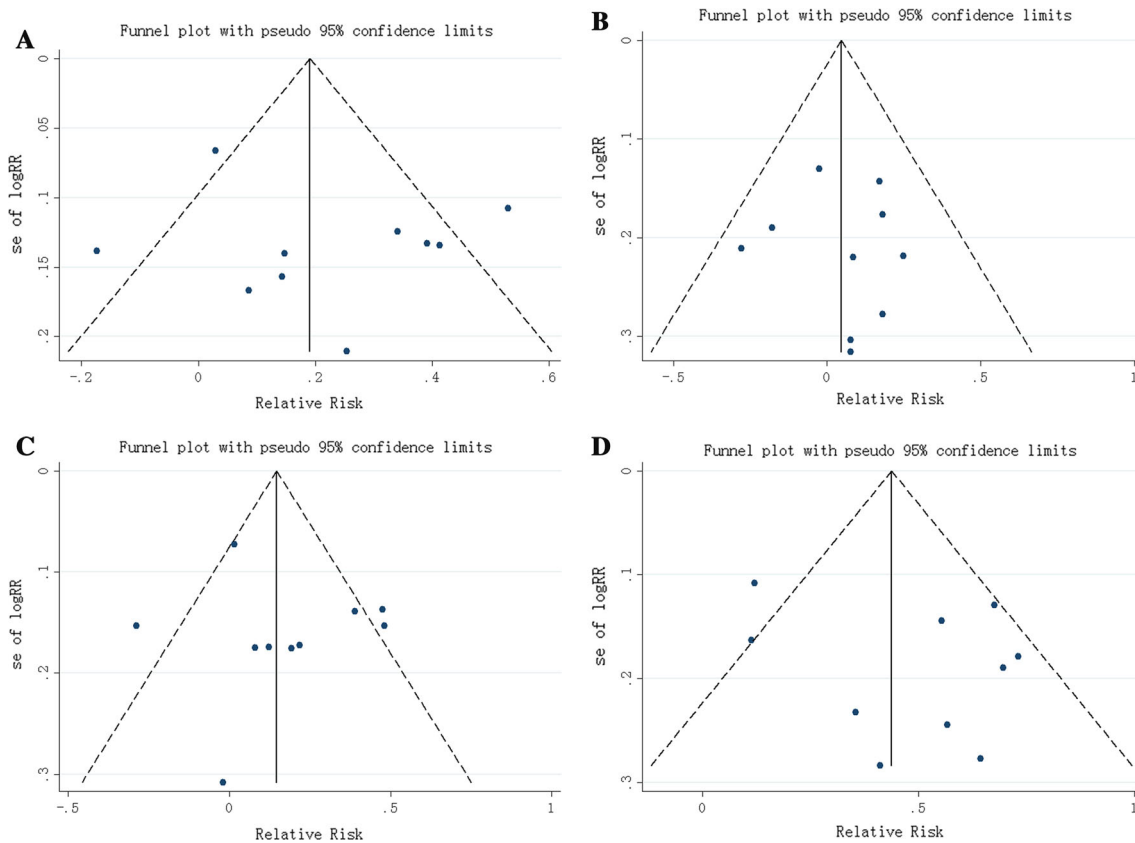 A
Funnel plot with pseudo 95% confidence limits
se of logRR
0
.05
.1
.15
.2
-.2
0
.2
.4
.6
Relative Risk
B
Funnel plot with pseudo 95% confidence limits
se of logRR
0
.1
.2
.3
-.5
0
.5
1
Relative Risk
C
Funnel plot with pseudo 95% confidence limits
se of logRR
0
.1
.2
.3
-.5
0
.5
1
Relative Risk
D
Funnel plot with pseudo 95% confidence limits
se of logRR
0
.1
.2
.3
0
.5
1
Relative Risk